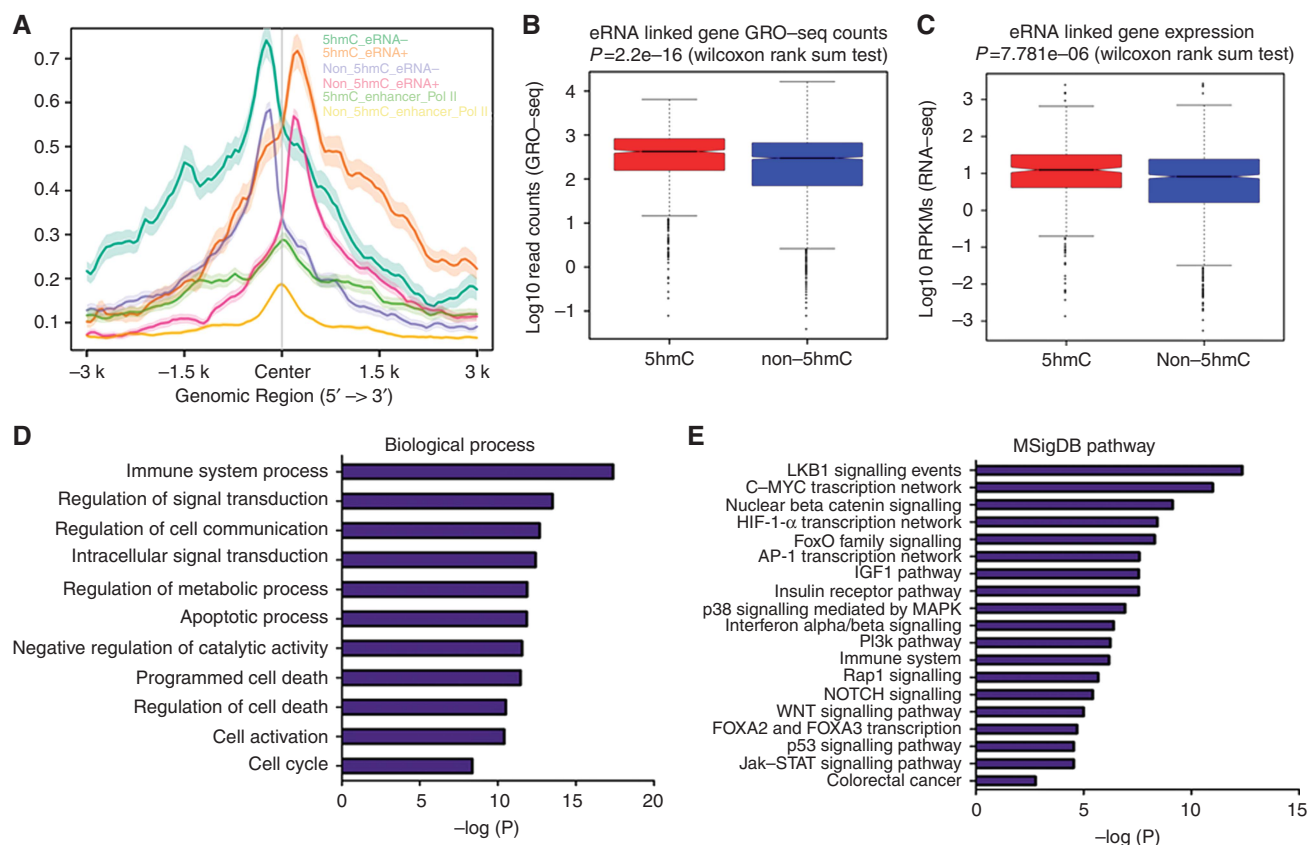 A
0.7
0.6
0.5
0.4
0.3
0.2
0.1
5hmC_eRNA−
5hmC_eRNA+
Non_5hmC_eRNA−
Non_5hmC_eRNA+
5hmC_enhancer_Pol II
Non_5hmC_enhancer_Pol II
−3 k −1.5 k Center 1.5 k 3 k
Genomic Region (5′ −> 3′)
B
eRNA linked gene GRO−seq counts
P=2.2e−16 (wilcoxon rank sum test)
Log10 read counts (GRO−seq)
4
3
2
1
0
−1
5hmC non−5hmC
C
eRNA linked gene expression
P=7.781e−06 (wilcoxon rank sum test)
Log10 RPKMs (RNA−seq)
3
2
1
0
−1
−2
−3
5hmC Non−5hmC
D
Biological process
Immune system process
Regulation of signal transduction
Regulation of cell communication
Intracellular signal transduction
Regulation of metabolic process
Apoptotic process
Negative regulation of catalytic activity
Programmed cell death
Regulation of cell death
Cell activation
Cell cycle
0 5 10 15 20
−log (P)
E
MSigDB pathway
LKB1 signalling events
C−MYC trascription network
Nuclear beta catenin signalling
HIF-1-α transcription network
FoxO family signalling
AP-1 transcription network
IGF1 pathway
Insulin receptor pathway
p38 signalling mediated by MAPK
Interferon alpha/beta signalling
PI3k pathway
Immune system
Rap1 signalling
NOTCH signalling
WNT signalling pathway
FOXA2 and FOXA3 transcription
p53 signalling pathway
Jak−STAT signalling pathway
Colorectal cancer
0 5 10 15
−log (P)